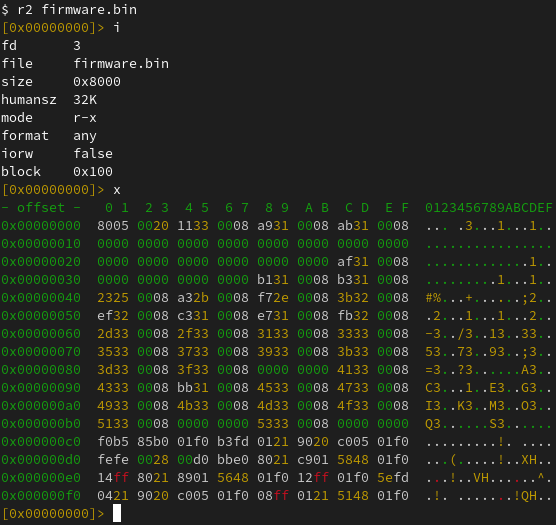 $ r2 firmware.bin
[0x00000000]> i
fd       3
file     firmware.bin
size     0x8000
humansz  32K
mode     r-x
format   any
iorw     false
block    0x100
[0x00000000]> x
- offset -   0 1  2 3  4 5  6 7  8 9  A B  C D  E F  0123456789ABCDEF
0x00000000  8005 0020 1133 0008 a931 0008 ab31 0008  ... .3...1...1..
0x00000010  0000 0000 0000 0000 0000 0000 0000 0000  ................
0x00000020  0000 0000 0000 0000 0000 0000 af31 0008  .............1..
0x00000030  0000 0000 0000 0000 b131 0008 b331 0008  .........1...1..
0x00000040  2325 0008 a32b 0008 f72e 0008 3b32 0008  #%...+......;2..
0x00000050  ef32 0008 c331 0008 e731 0008 fb32 0008  .2...1...1...2..
0x00000060  2d33 0008 2f33 0008 3133 0008 3333 0008  -3../3..13..33..
0x00000070  3533 0008 3733 0008 3933 0008 3b33 0008  53..73..93..;3..
0x00000080  3d33 0008 3f33 0008 0000 0000 4133 0008  =3..?3......A3..
0x00000090  4333 0008 bb31 0008 4533 0008 4733 0008  C3...1..E3..G3..
0x000000a0  4933 0008 4b33 0008 4d33 0008 4f33 0008  I3..K3..M3..O3..
0x000000b0  5133 0008 0000 0000 5333 0008 0000 0000  Q3......S3......
0x000000c0  f0b5 85b0 01f0 b3fd 0121 9020 c005 01f0  .........!. ....
0x000000d0  fefe 0028 00d0 bbe0 8021 c901 5848 01f0  ...(.....!..XH..
0x000000e0  14ff 8021 8901 5648 01f0 12ff 01f0 5efd  ...!..VH......^.
0x000000f0  0421 9020 c005 01f0 08ff 0121 5148 01f0  .!. .......!QH..
[0x00000000]>